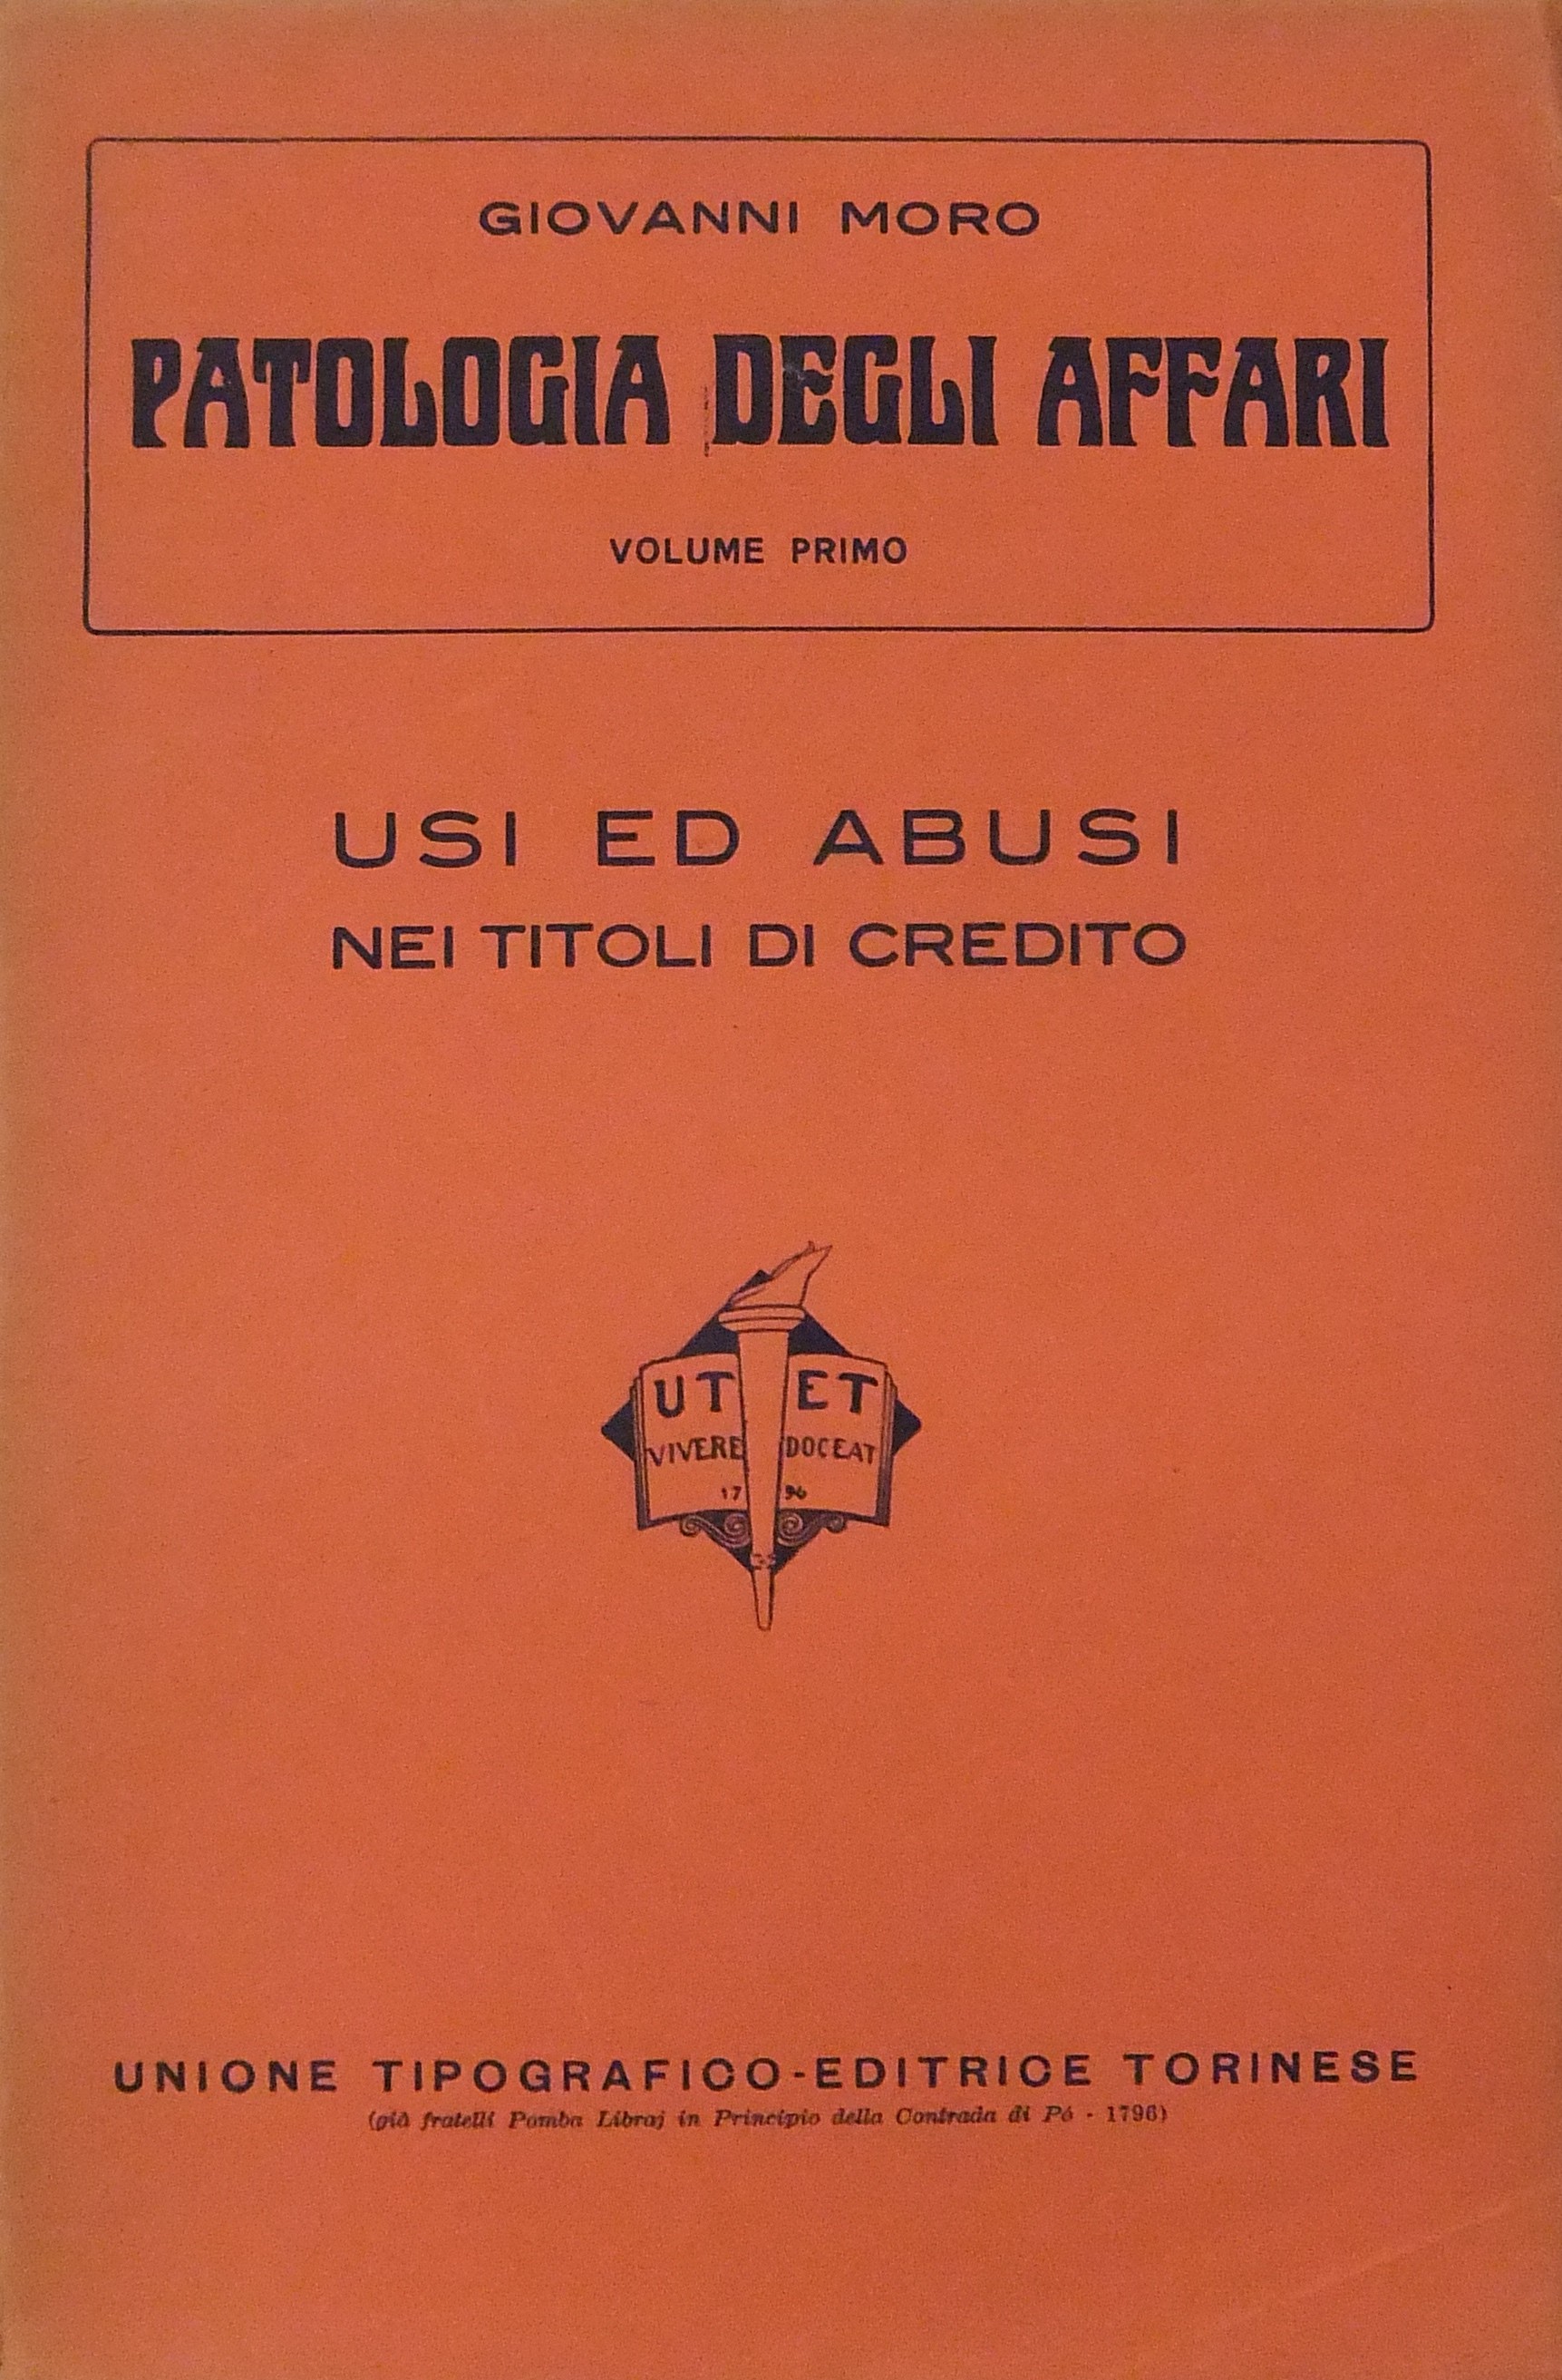 GIOVANNI MORO
PATOLOGIA DEGLI AFFARI
VOLUME PRIMO
USI ED ABUSI
NEI TITOLI DI CREDITO
UT ET
VIVERE DOCEAT
17 96
UNIONE TIPOGRAFICO-EDITRICE TORINESE
(già fratelli Pomba Libraj in Principio della Contrada di Pó - 1796)